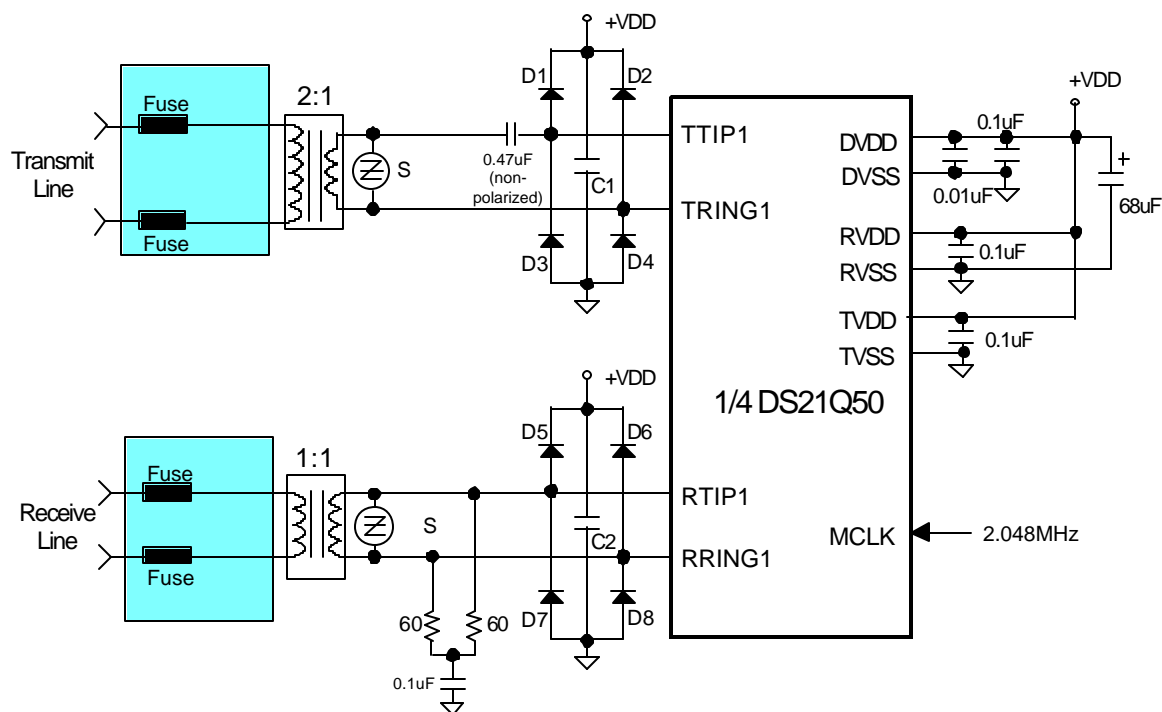 +VDD
Fuse
2:1
D1
D2
Transmit
Line
0.47uF
(non-
polarized)
S
C1
Fuse
D3
D4
TTIP1
TRING1
DVDD
DVSS
RVDD
RVSS
TVDD
TVSS
+VDD
0.1uF
0.01uF
+
68uF
0.1uF
0.1uF
1/4 DS21Q50
+VDD
Fuse
1:1
D5
D6
Receive
Line
S
C2
Fuse
D7
D8
60
60
0.1uF
RTIP1
RRING1
MCLK
2.048MHz